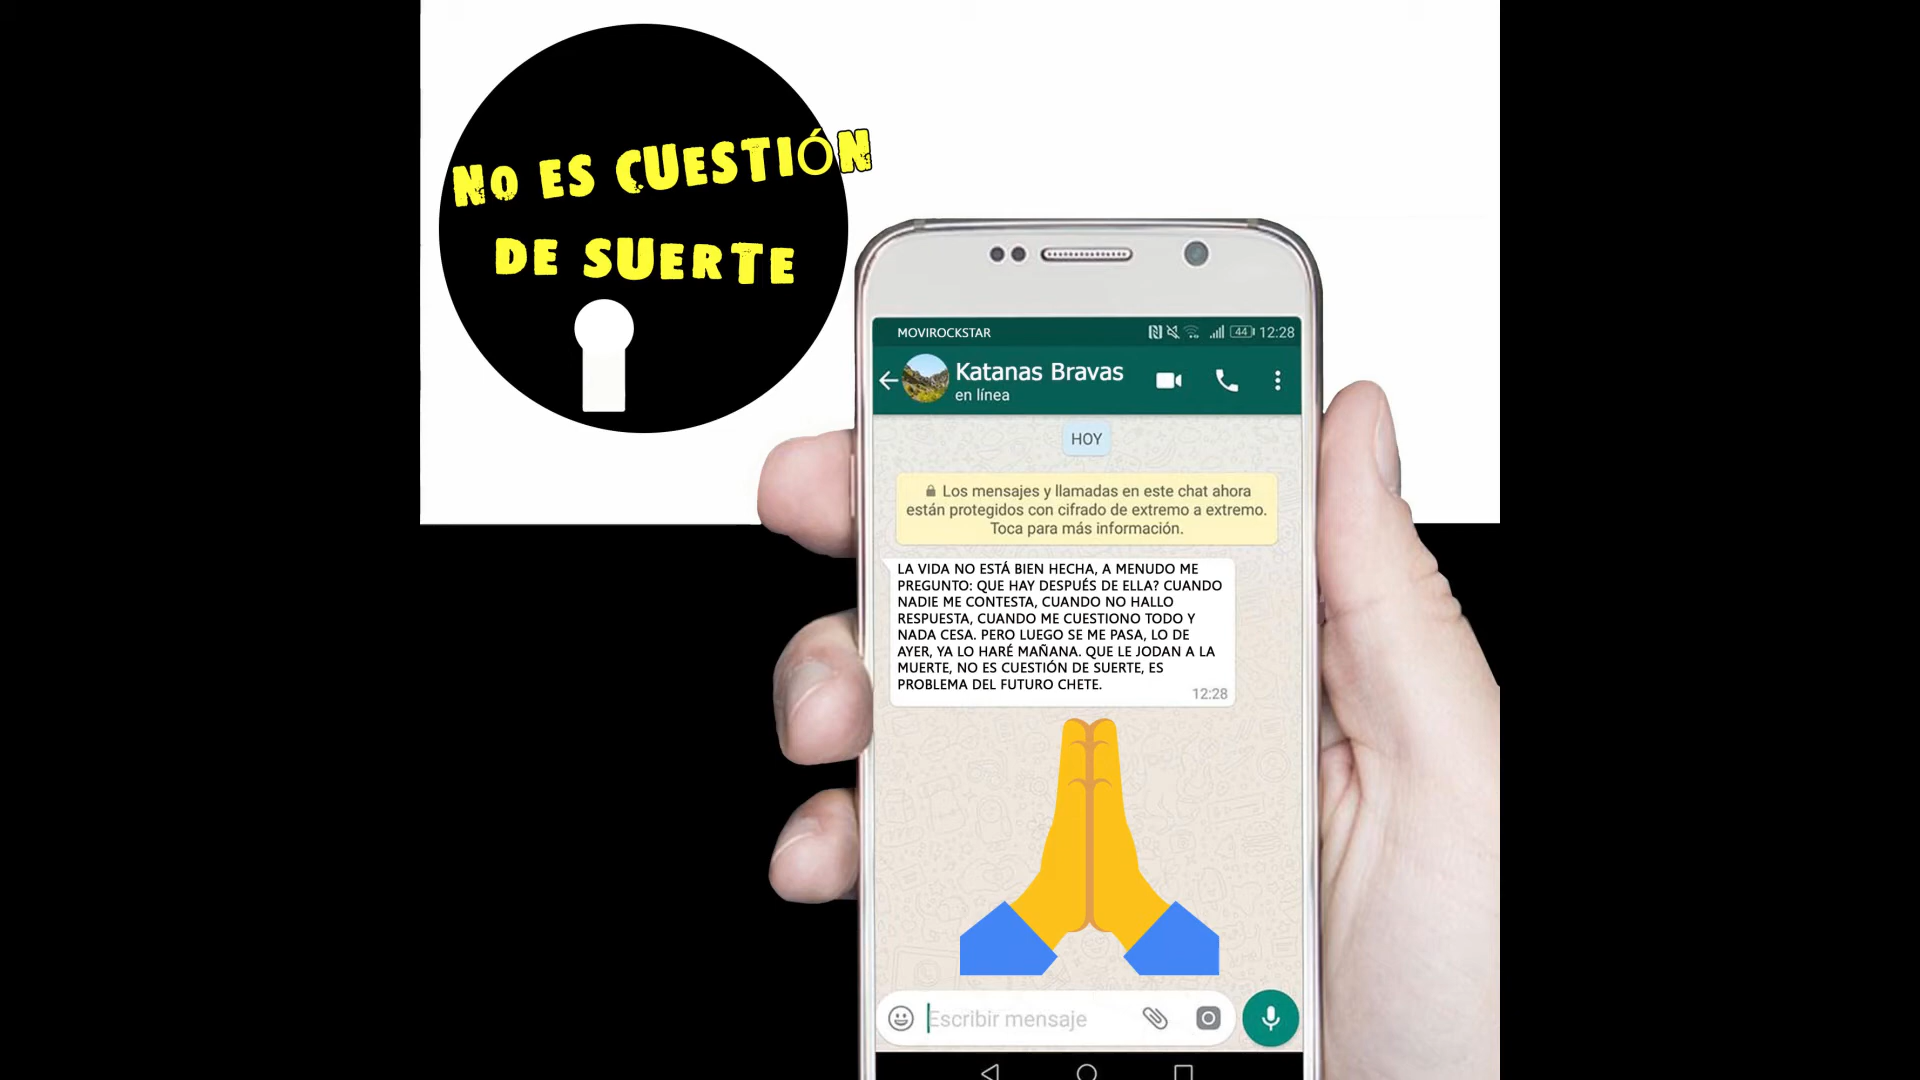 NO ES CUESTIÓN
DE SUERTE
MOVIROCKSTAR
44
12:28
Katanas Bravas
en línea
HOY
Los mensajes y llamadas en este chat ahora
están protegidos con cifrado de extremo a extremo.
Toca para más información.
LA VIDA NO ESTÁ BIEN HECHA, A MENUDO ME
PREGUNTO: QUE HAY DESPUÉS DE ELLA? CUANDO
NADIE ME CONTESTA, CUANDO NO HALLO
RESPUESTA, CUANDO ME CUESTIONO TODO Y
NADA CESA. PERO LUEGO SE ME PASA, LO DE
AYER, YA LO HARÉ MAÑANA. QUE LE JODAN A LA
MUERTE, NO ES CUESTIÓN DE SUERTE, ES
PROBLEMA DEL FUTURO CHETE.
12:28
Escribir mensaje